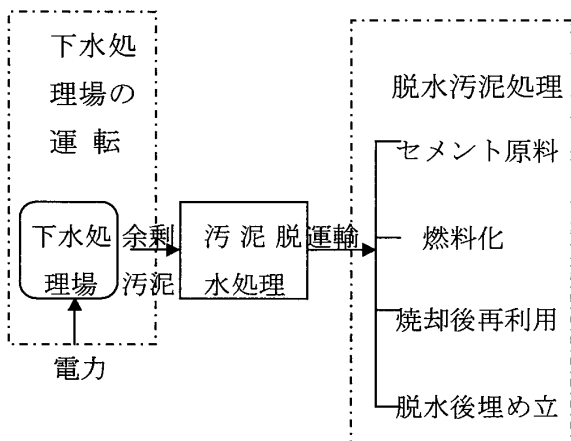 下水処
理場の
運 転
下水処
理場
電力
余剰
汚泥
汚 泥 脱
水処理
運輸
脱水汚泥処理
セメント原料
燃料化
焼却後再利用
脱水後埋め立